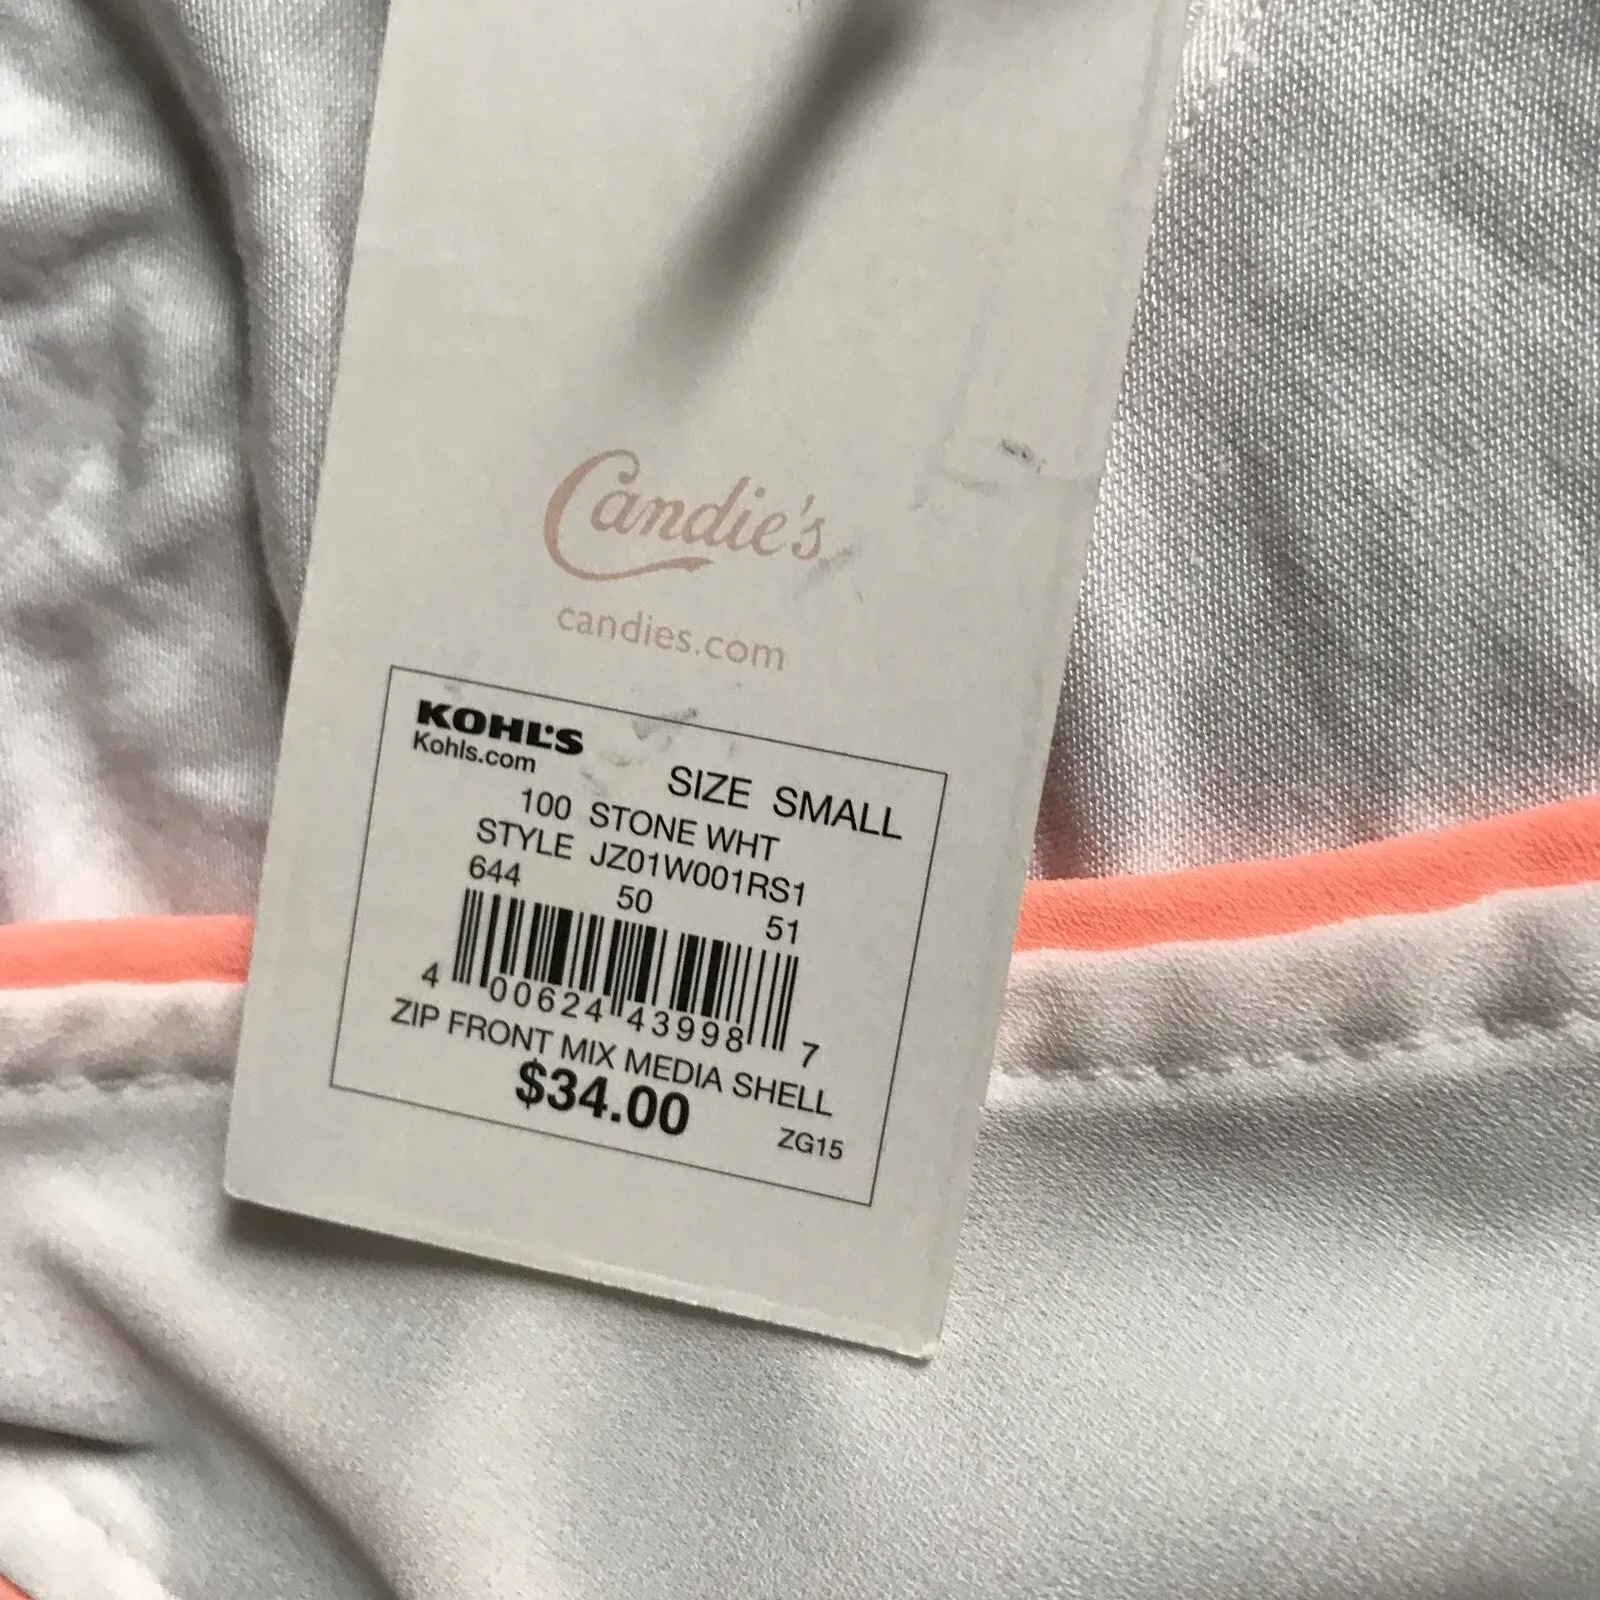 Candie's
candies.com
KOHL'S
Kohls.com
SIZE SMALL
100 STONE WHT
STYLE JZ01W001RS1
644 50 51
4 00624 43998 7
ZIP FRONT MIX MEDIA SHELL
$34.00
ZG15